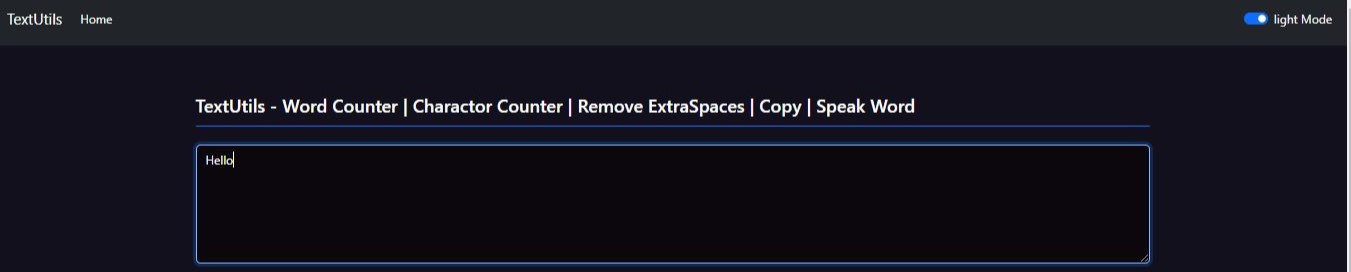 TextUtils Home light Mode
TextUtils - Word Counter | Charactor Counter | Remove ExtraSpaces | Copy | Speak Word
Hello